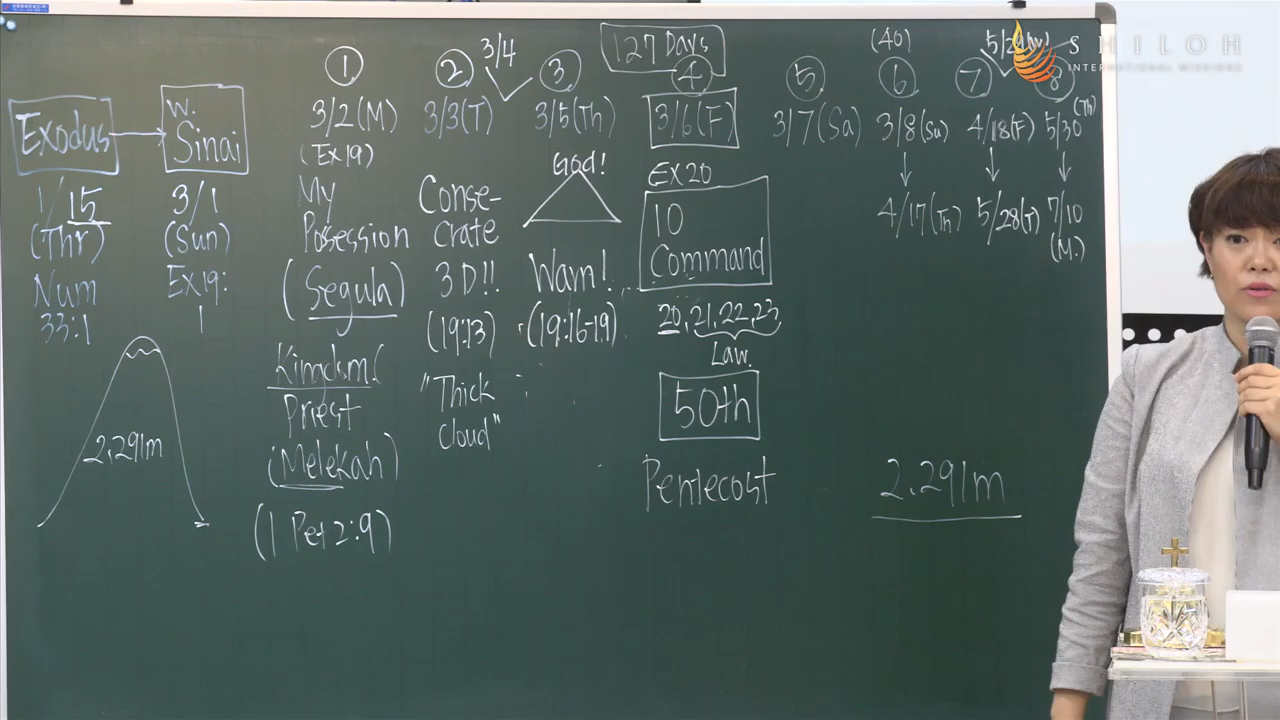 SHILOH
INTERNATIONAL MISSIONS
Exodus
1/15
(Thr)
Num
33:1
2,291m
W.
Sinai
3/1
(Sun)
Ex19:
1
①
3/2(M)
(Ex19)
My
Possession
(Segula)
Kingdom(
Priest
(Melekah)
(1 Pet 2:9)
②
3/3(T)
Conse-
crate
3D!!
(19:13)
"Thick
cloud"
3/4
③
3/5(Th)
God!
Warn!
(19:16-19)
127 Days
④
3/6(F)
EX20
10
Command
20,21,22,23
Law.
50th
Pentecost
⑤
3/7(Sa)
(40)
⑥
3/8(Su)
4/17(Th)
⑦
4/18(F)
5/28(T)
⑧
5/30(Th)
7/10
(M.)
2,291m